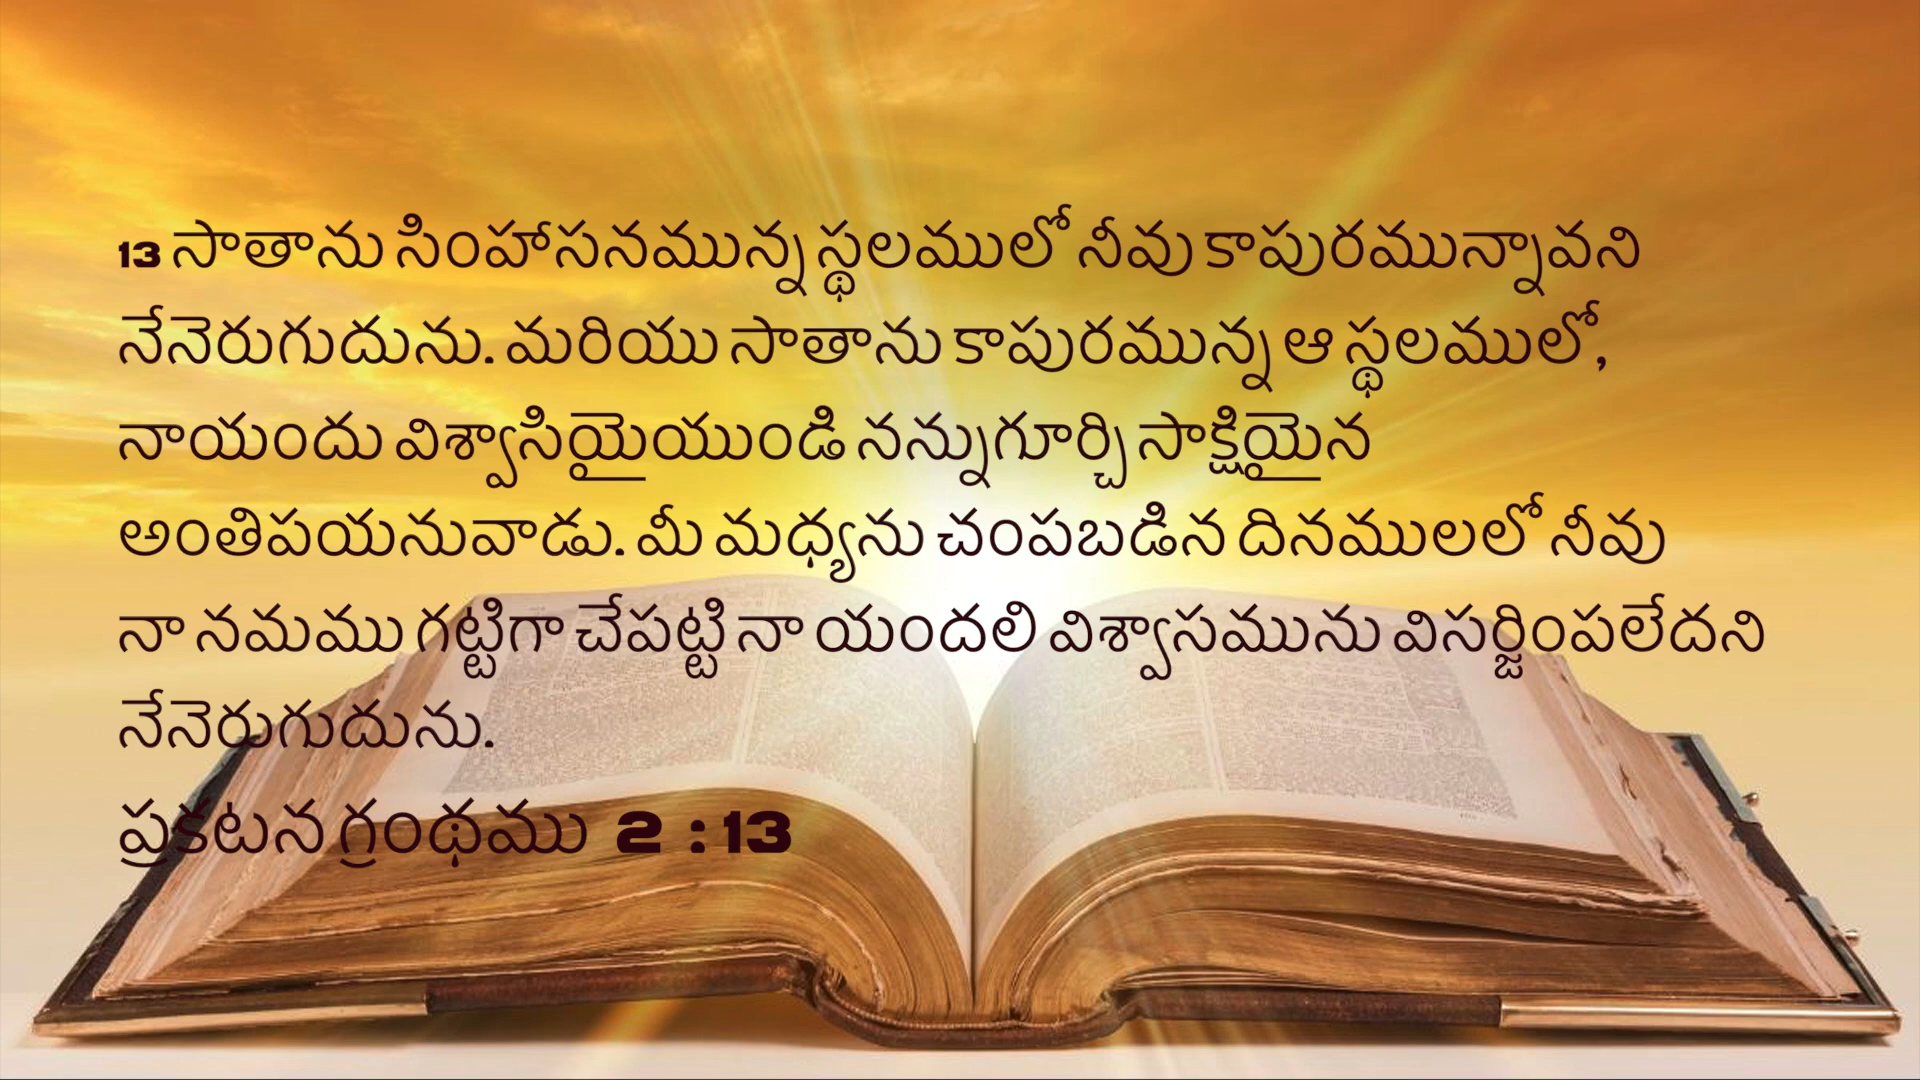 13 సాతాను సింహాసనమున్న స్థలములో నీవు కాపురమున్నావని
నేనెరుగుదును. మరియు సాతాను కాపురమున్న ఆ స్థలములో,
నాయందు విశ్వాసియైయుండి నన్నుగూర్చి సాక్షియైన
అంతిపయనువాడు. మీ మధ్యను చంపబడిన దినములలో నీవు
నా నమము గట్టిగా చేపట్టి నా యందలి విశ్వాసమును విసర్జింపలేదని
నేనెరుగుదును.
ప్రకటన గ్రంథము 2 : 13